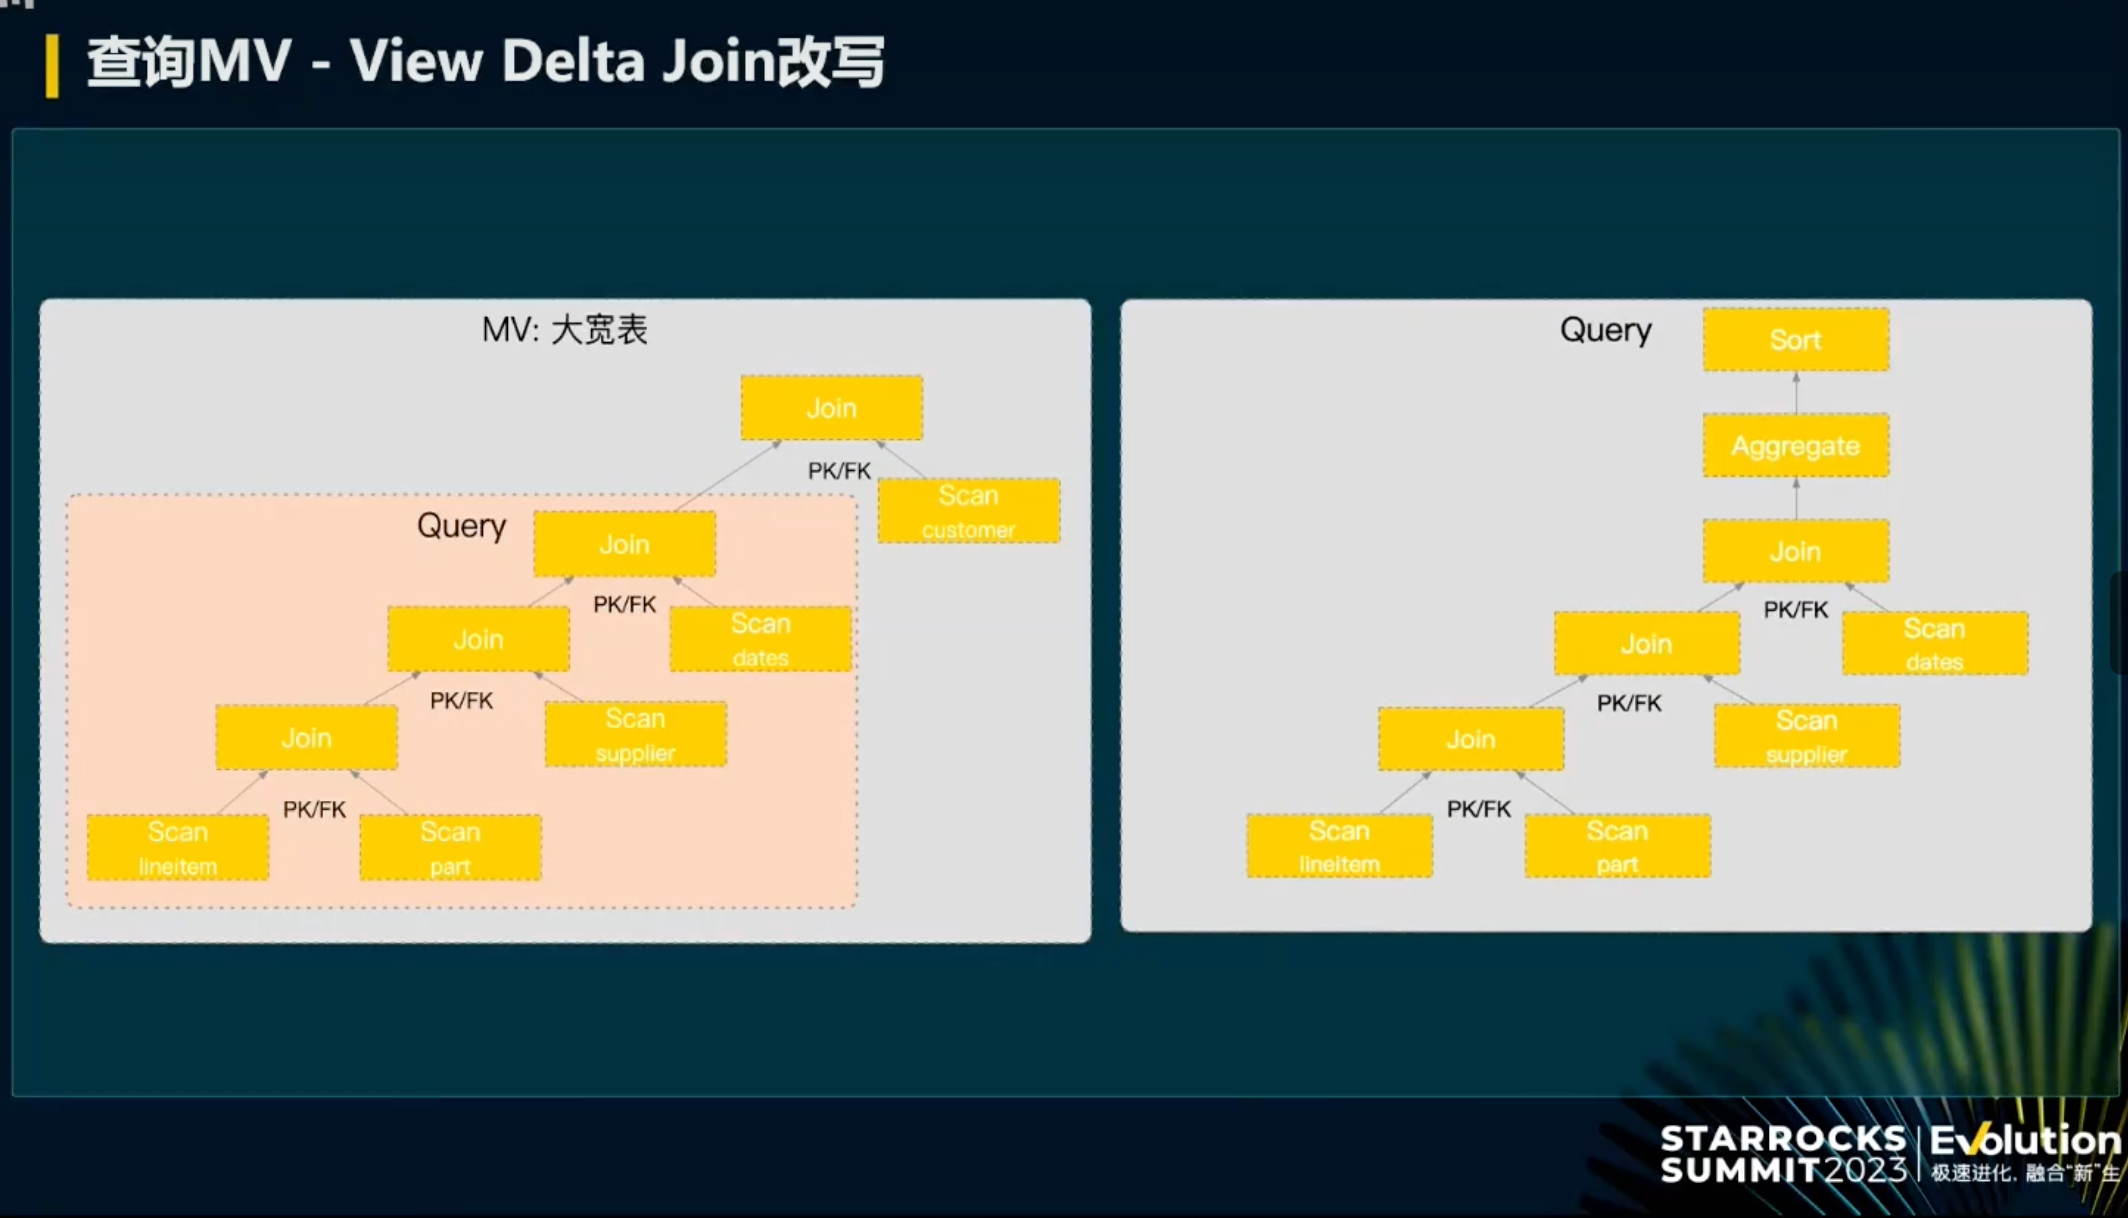 查询MV - View Delta Join改写
MV: 大宽表
Join
PK/FK
Scan
customer
Query
Join
PK/FK
Scan
dates
Join
PK/FK
Scan
supplier
Join
PK/FK
Scan
lineitem
Scan
part
Query
Sort
Aggregate
Join
PK/FK
Scan
dates
Join
PK/FK
Scan
supplier
Join
PK/FK
Scan
lineitem
Scan
part
STARROCKS
SUMMIT2023
Evolution
极速进化, 融合“新”生